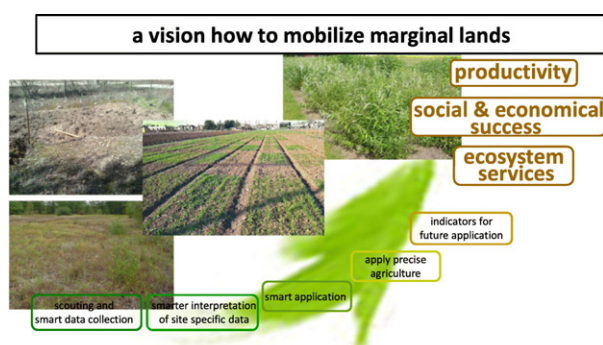 a vision how to mobilize marginal lands
productivity
social & economical
success
ecosystem
services
indicators for
future application
apply precise
agriculture
smart application
smarter interpretation
of site specific data
scouting and
smart data collection